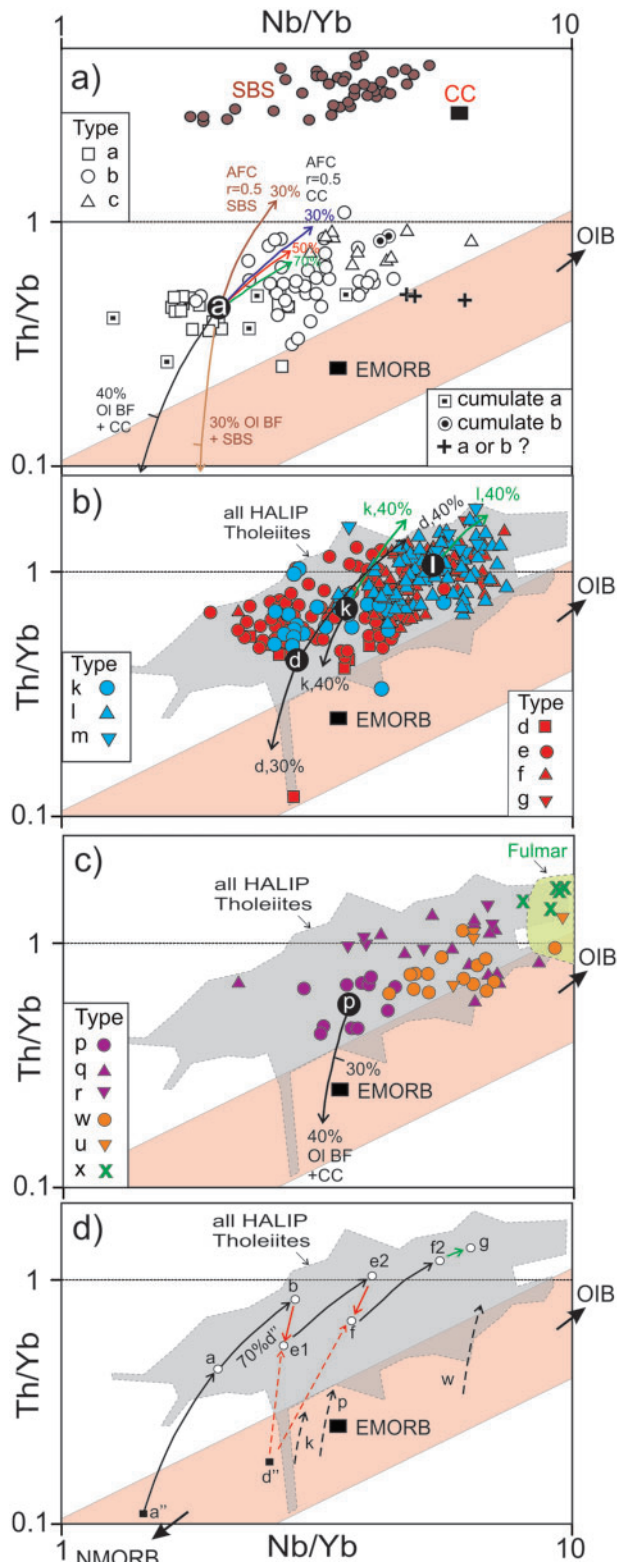 1 Nb/Yb 10
a)
SBS
CC
Type
a
b
c
AFC
r=0.5
SBS
30%
AFC
r=0.5
CC
30%
50%
70%
1
OIB
a
Th/Yb
EMORB
40%
Ol BF
+ CC
30% Ol BF
+ SBS
cumulate a
cumulate b
a or b ?
0.1
b)
all HALIP
Tholeiites
k,40%
d,40%
l,40%
1
l
OIB
k
d
k,40%
Th/Yb
Type
k
l
m
EMORB
d,30%
Type
d
e
f
g
0.1
c)
Fulmar
all HALIP
Tholeiites
1
OIB
p
Th/Yb
Type
p
q
r
w
u
x
30%
EMORB
40%
Ol BF
+CC
0.1
d)
all HALIP
Tholeiites
e2
f2
g
1
b
OIB
f
e1
a
70%d"
w
Th/Yb
p
EMORB
k
d"
a"
0.1
1 Nb/Yb 10
NMORB